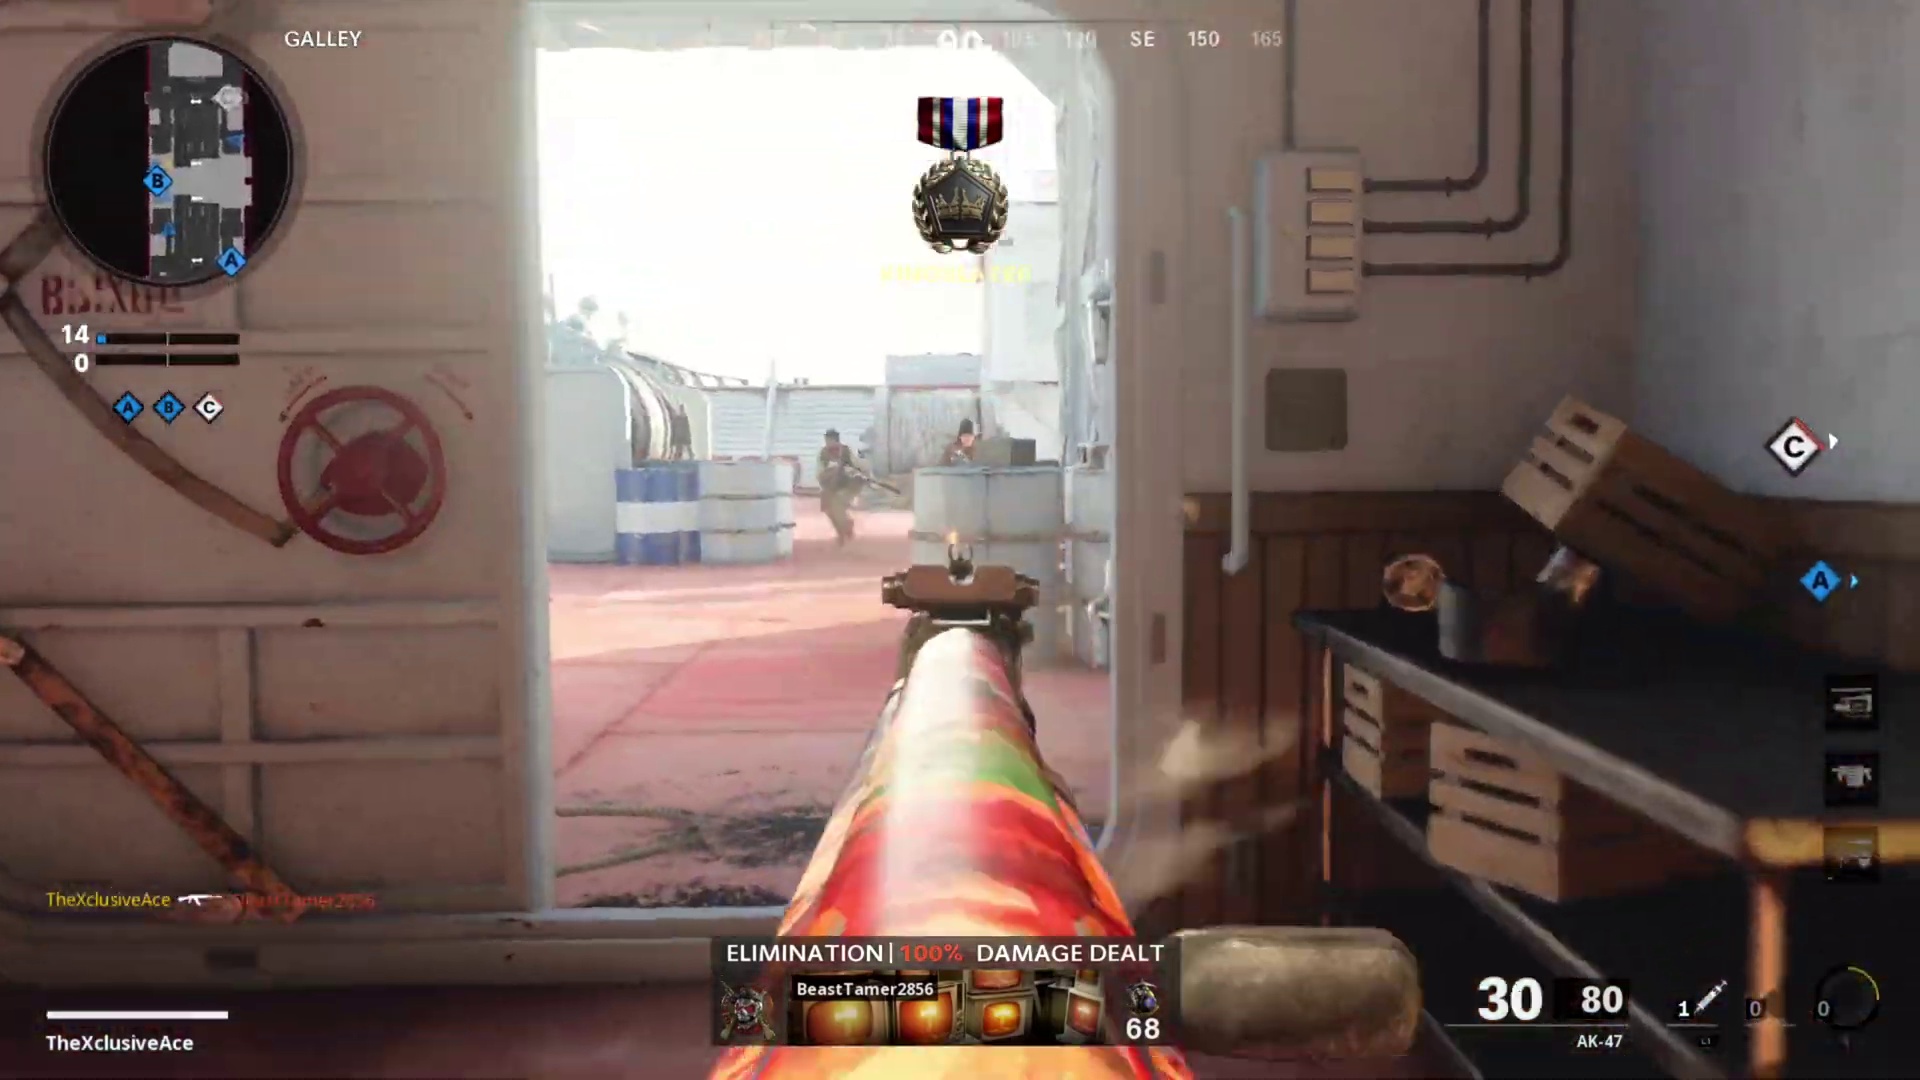 GALLEY
SE 150 165
B
A
14
0
A B C
C
A
TheXclusiveAce
ELIMINATION | 100% DAMAGE DEALT
BeastTamer2856
68
TheXclusiveAce
30 80
1 0 0
AK-47